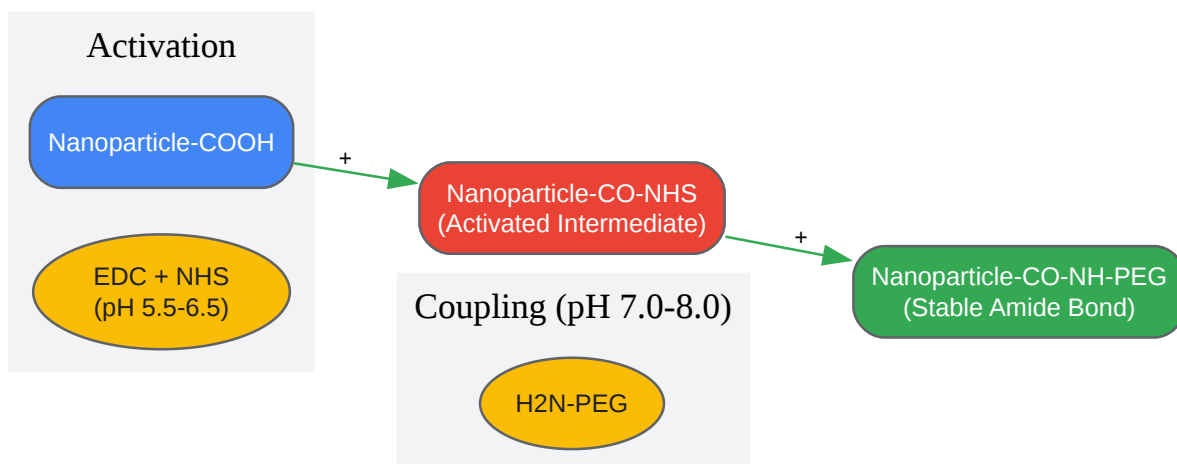 Activation
Nanoparticle-COOH
EDC + NHS
(pH 5.5-6.5)
+
Nanoparticle-CO-NHS
(Activated Intermediate)
Coupling (pH 7.0-8.0)
H2N-PEG
+
Nanoparticle-CO-NH-PEG
(Stable Amide Bond)